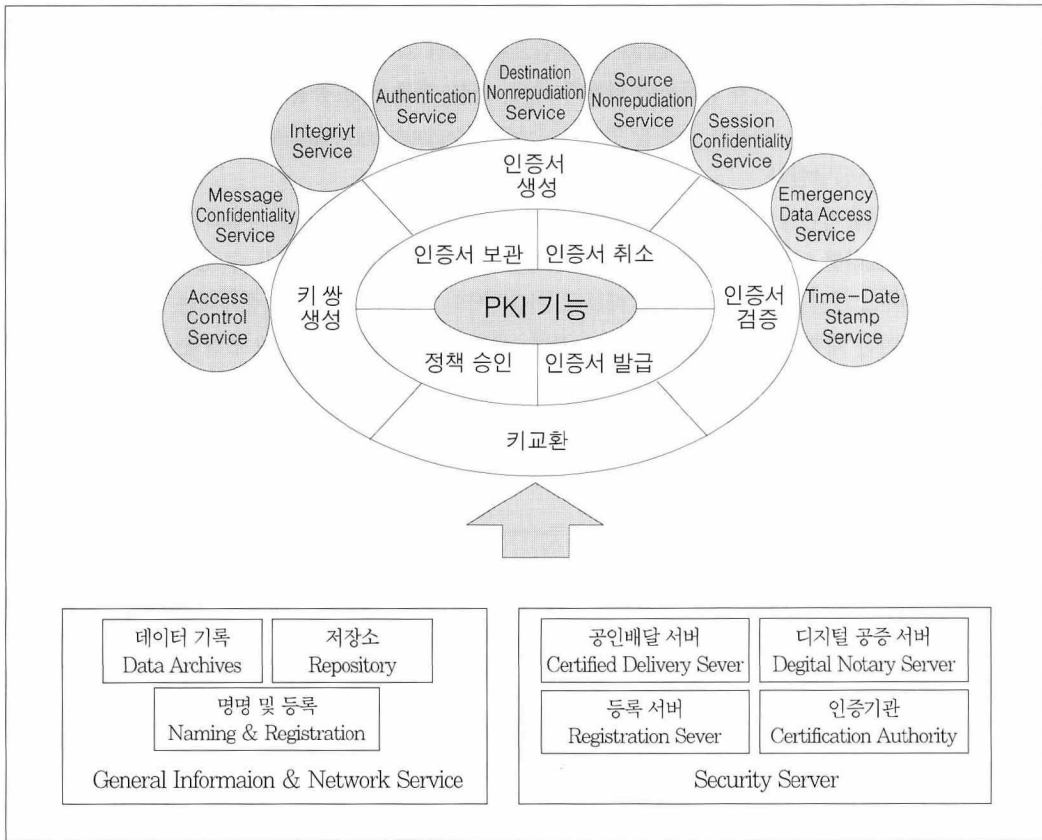 Destination
Nonrepudiation
Service
Source
Nonrepudiation
Service
Authentication
Service
Session
Confidentiality
Service
Integriyt
Service
Message
Confidentiality
Service
Emergency
Data Access
Service
Access
Control
Service
Time-Date
Stamp
Service
인증서
생성
인증서 보관
인증서 취소
키 쌍
생성
PKI 기능
인증서
검증
정책 승인
인증서 발급
키교환
데이터 기록
Data Archives
저장소
Repository
명명 및 등록
Naming & Registration
General Informaion & Network Service
공인배달 서버
Certified Delivery Sever
디지털 공증 서버
Degital Notary Server
등록 서버
Registration Sever
인증기관
Certification Authority
Security Server